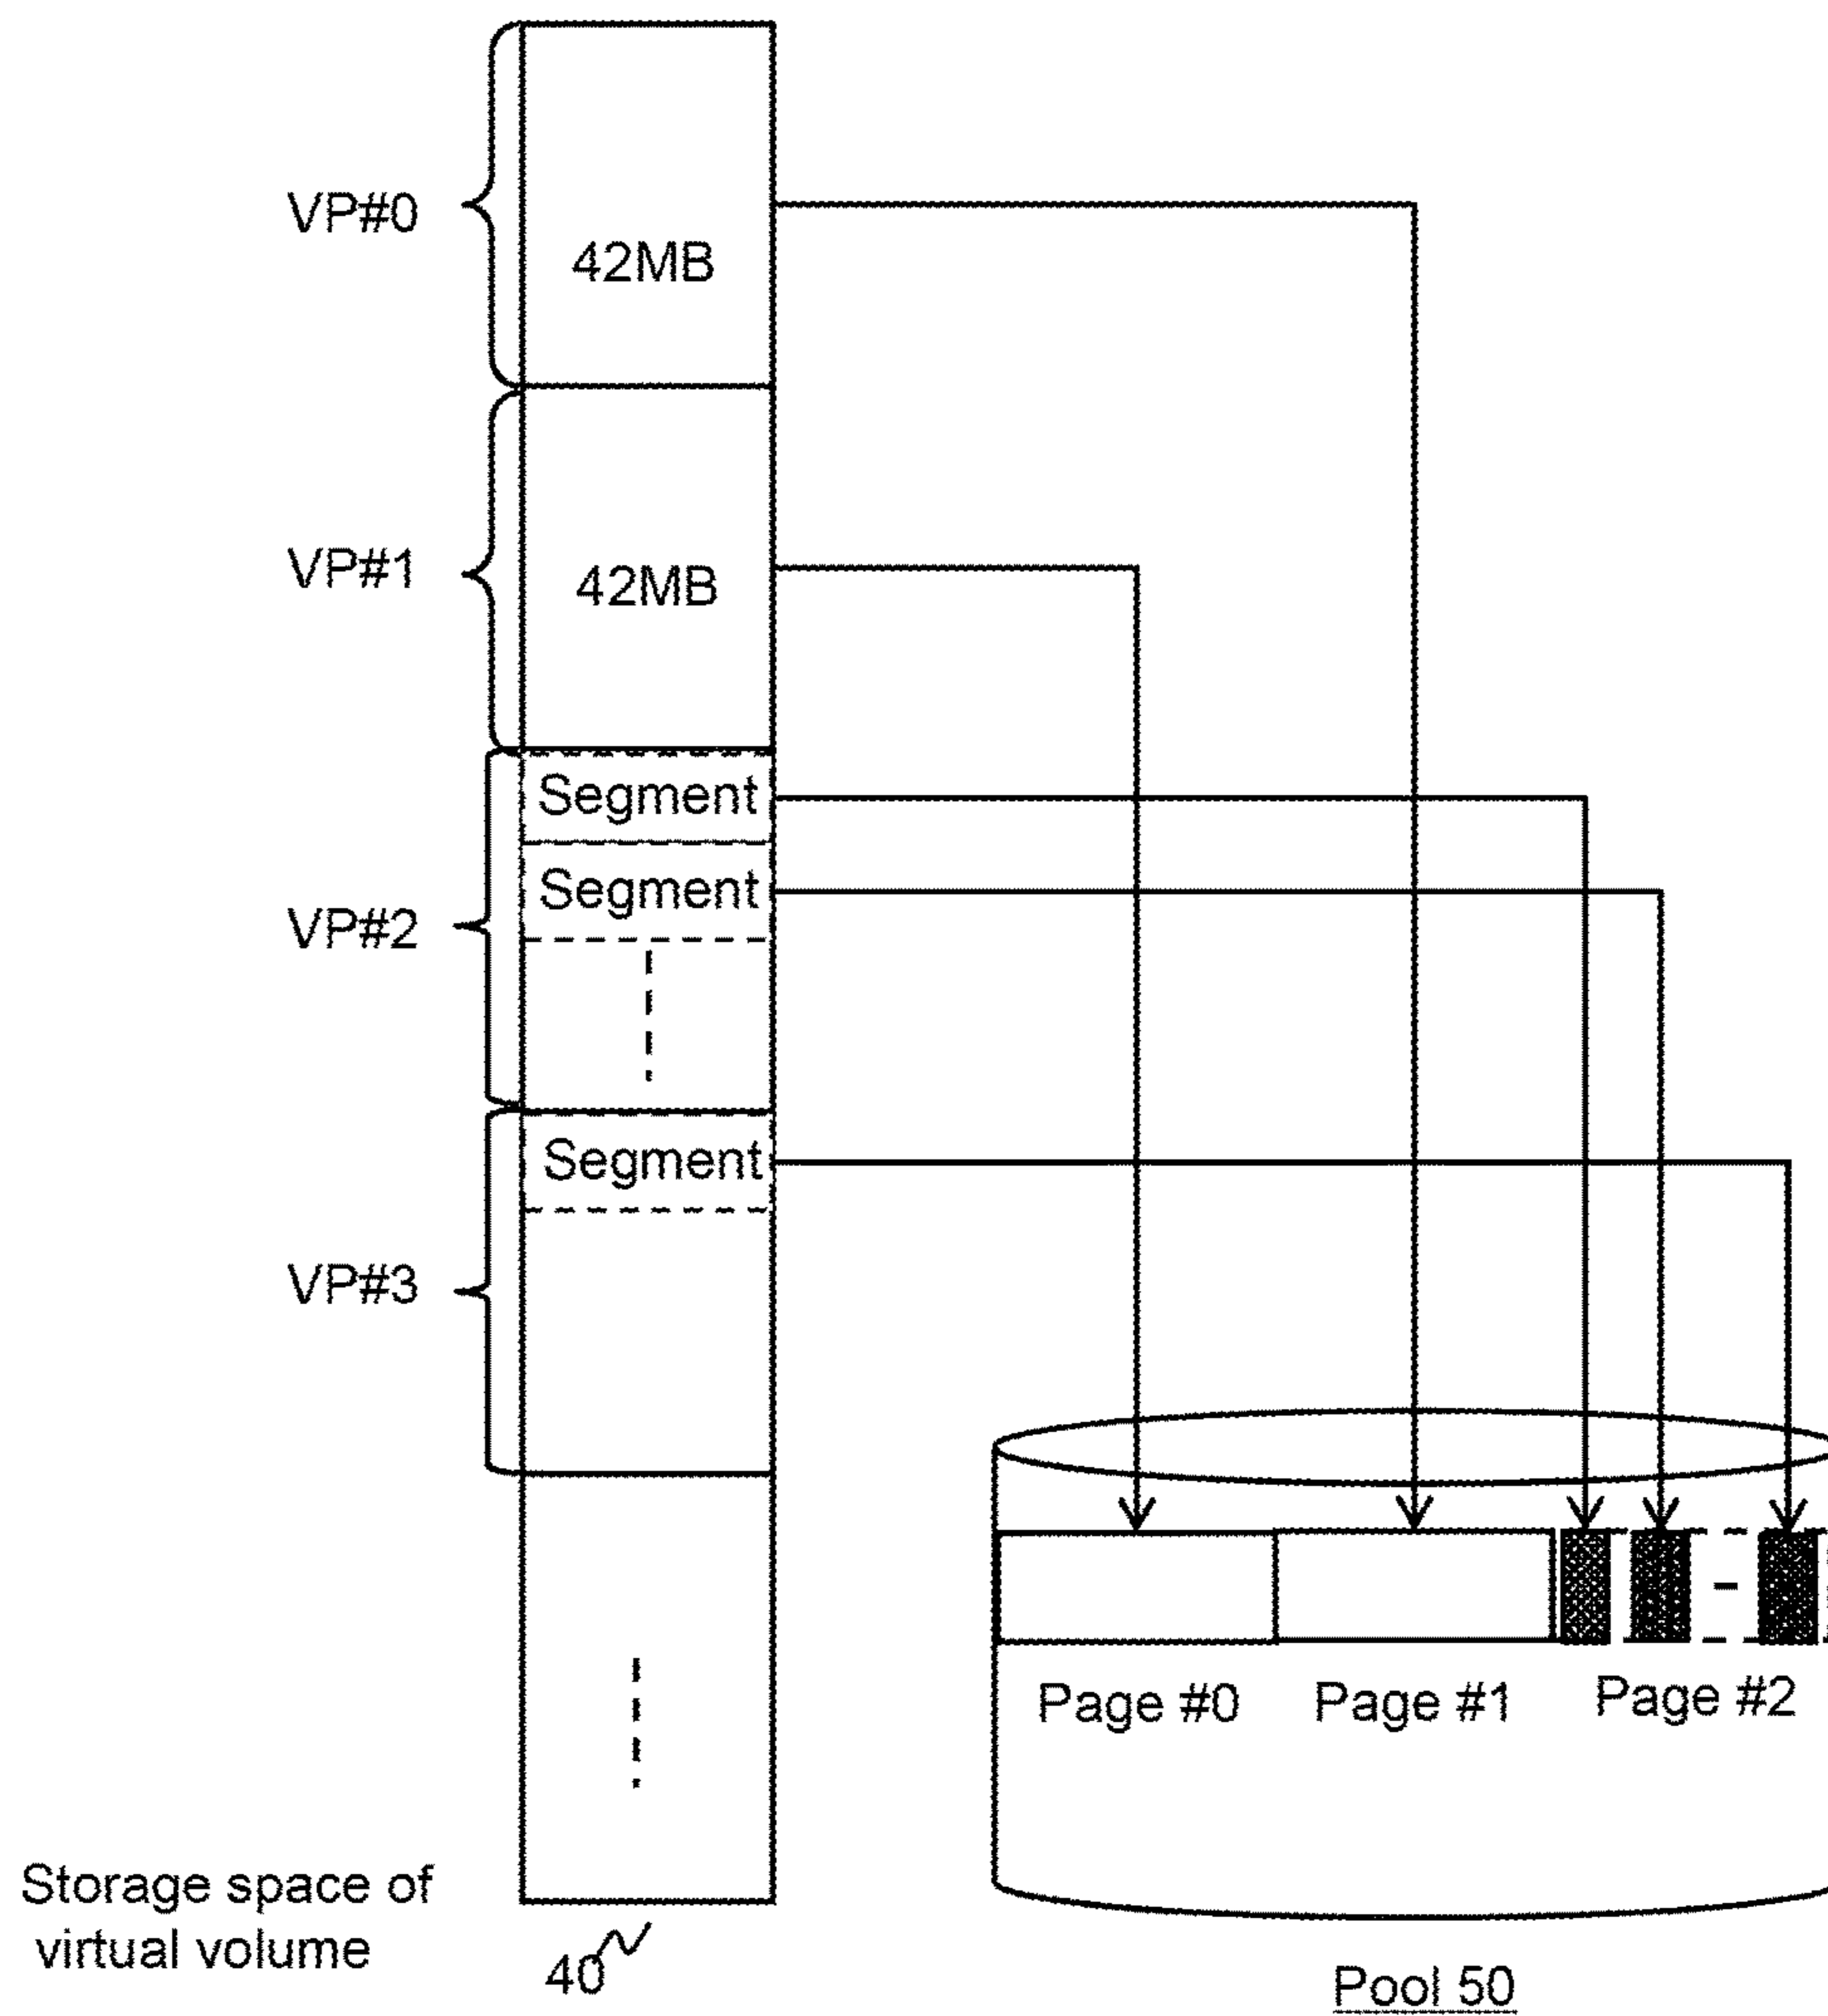 VP#0
42MB
VP#1
42MB
Segment
Segment
VP#2
Segment
VP#3
Page #0
Page #1
Page #2
Storage space of
virtual volume
40
Pool 50